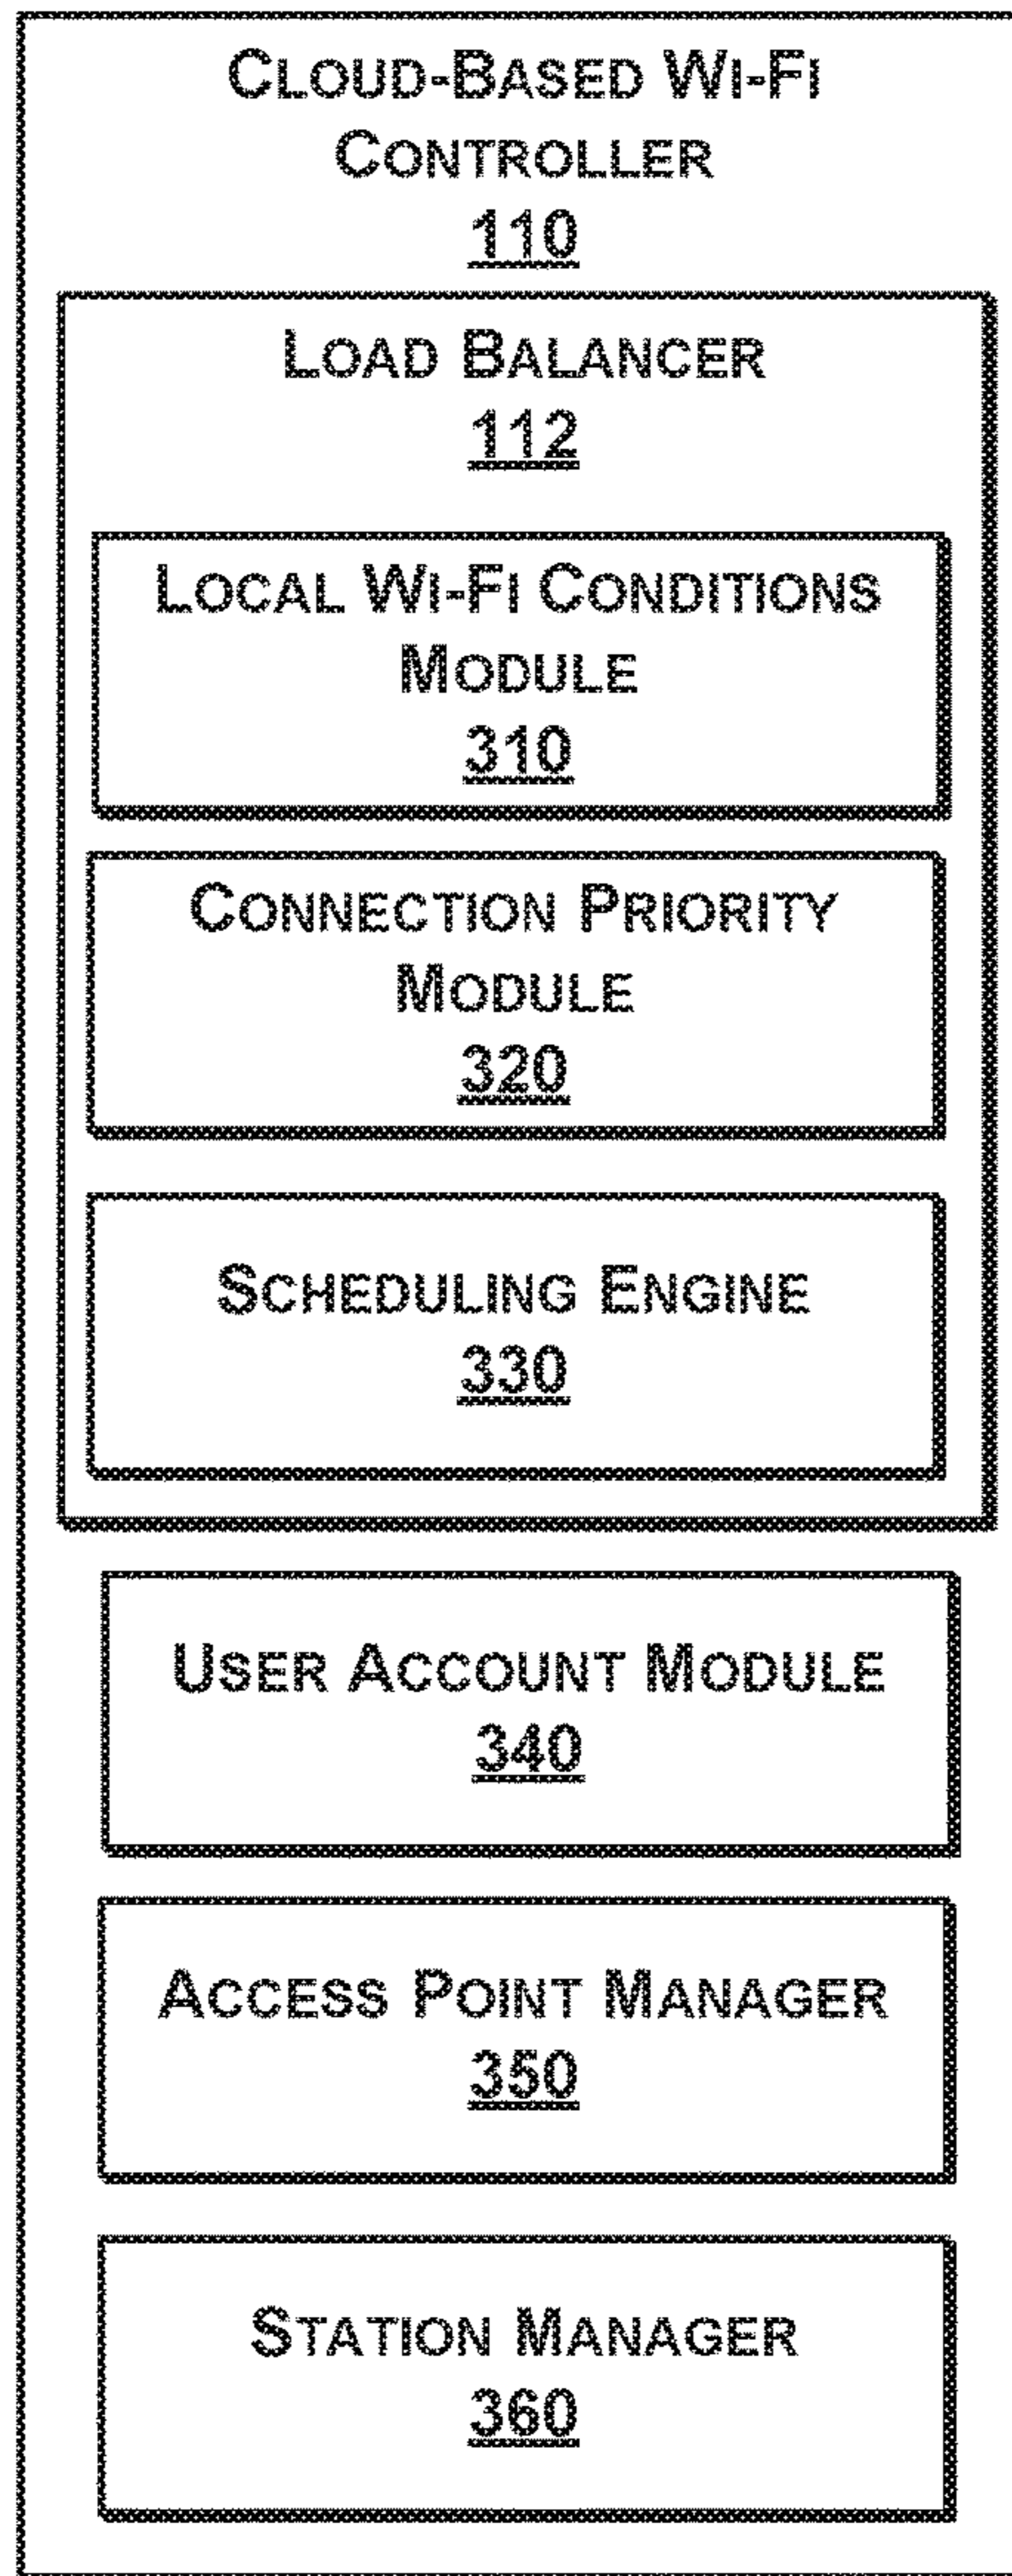 CLOUD-BASED WI-FI
CONTROLLER
110
LOAD BALANCER
112
LOCAL WI-FI CONDITIONS
MODULE
310
CONNECTION PRIORITY
MODULE
320
SCHEDULING ENGINE
330
USER ACCOUNT MODULE
340
ACCESS POINT MANAGER
350
STATION MANAGER
360